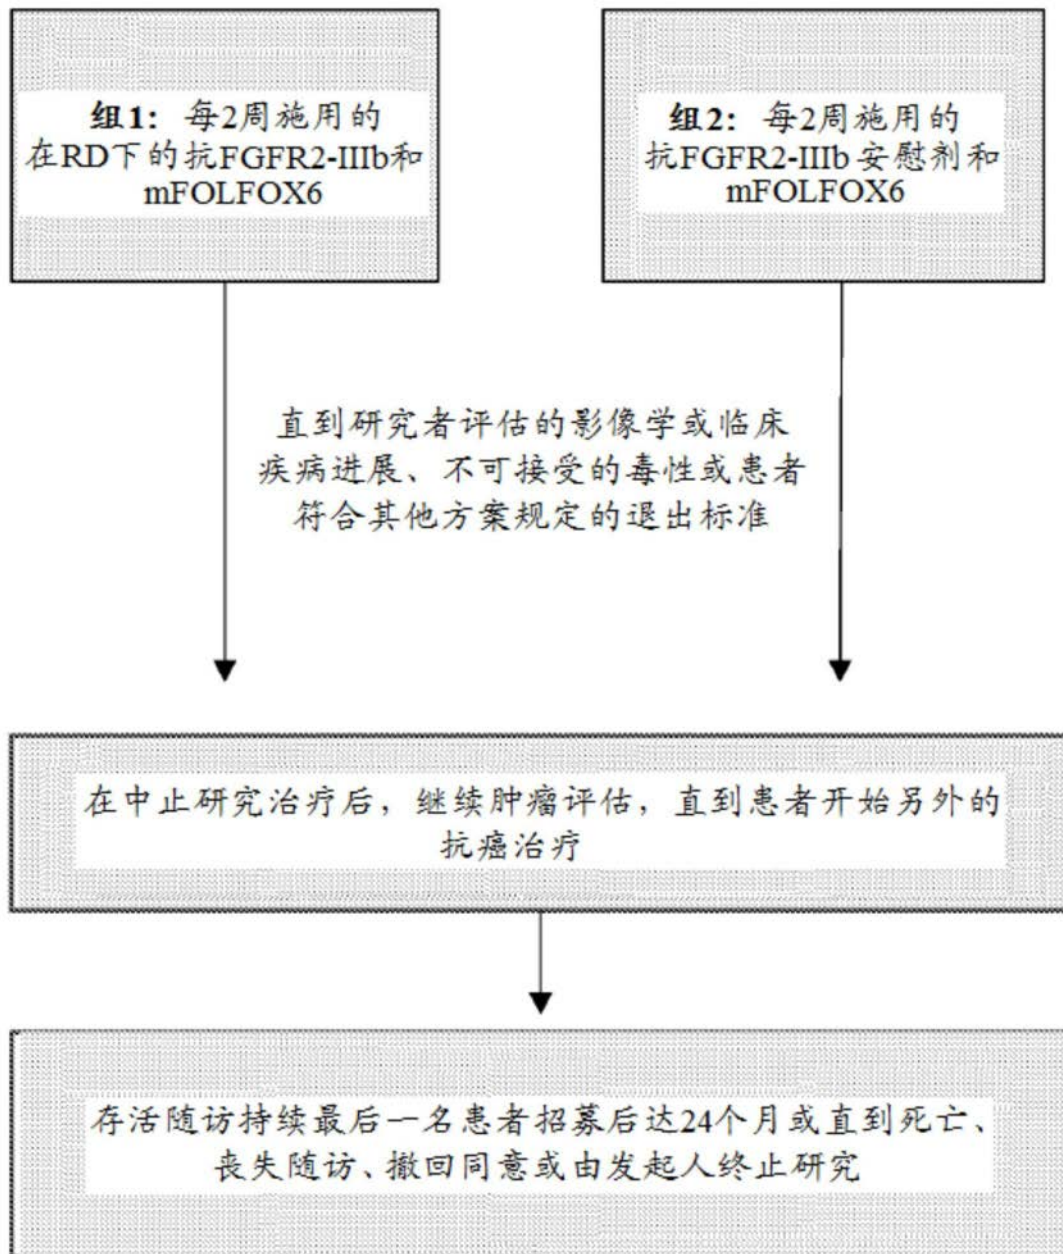 组1：每2周施用的
在RD下的抗FGFR2-IIIb和
mFOLFOX6
组2：每2周施用的
抗FGFR2-IIIb 安慰剂和
mFOLFOX6
直到研究者评估的影像学或临床
疾病进展、不可接受的毒性或患者
符合其他方案规定的退出标准
在中止研究治疗后，继续肿瘤评估，直到患者开始另外的
抗癌治疗
存活随访持续最后一名患者招募后达24个月或直到死亡、
丧失随访、撤回同意或由发起人终止研究